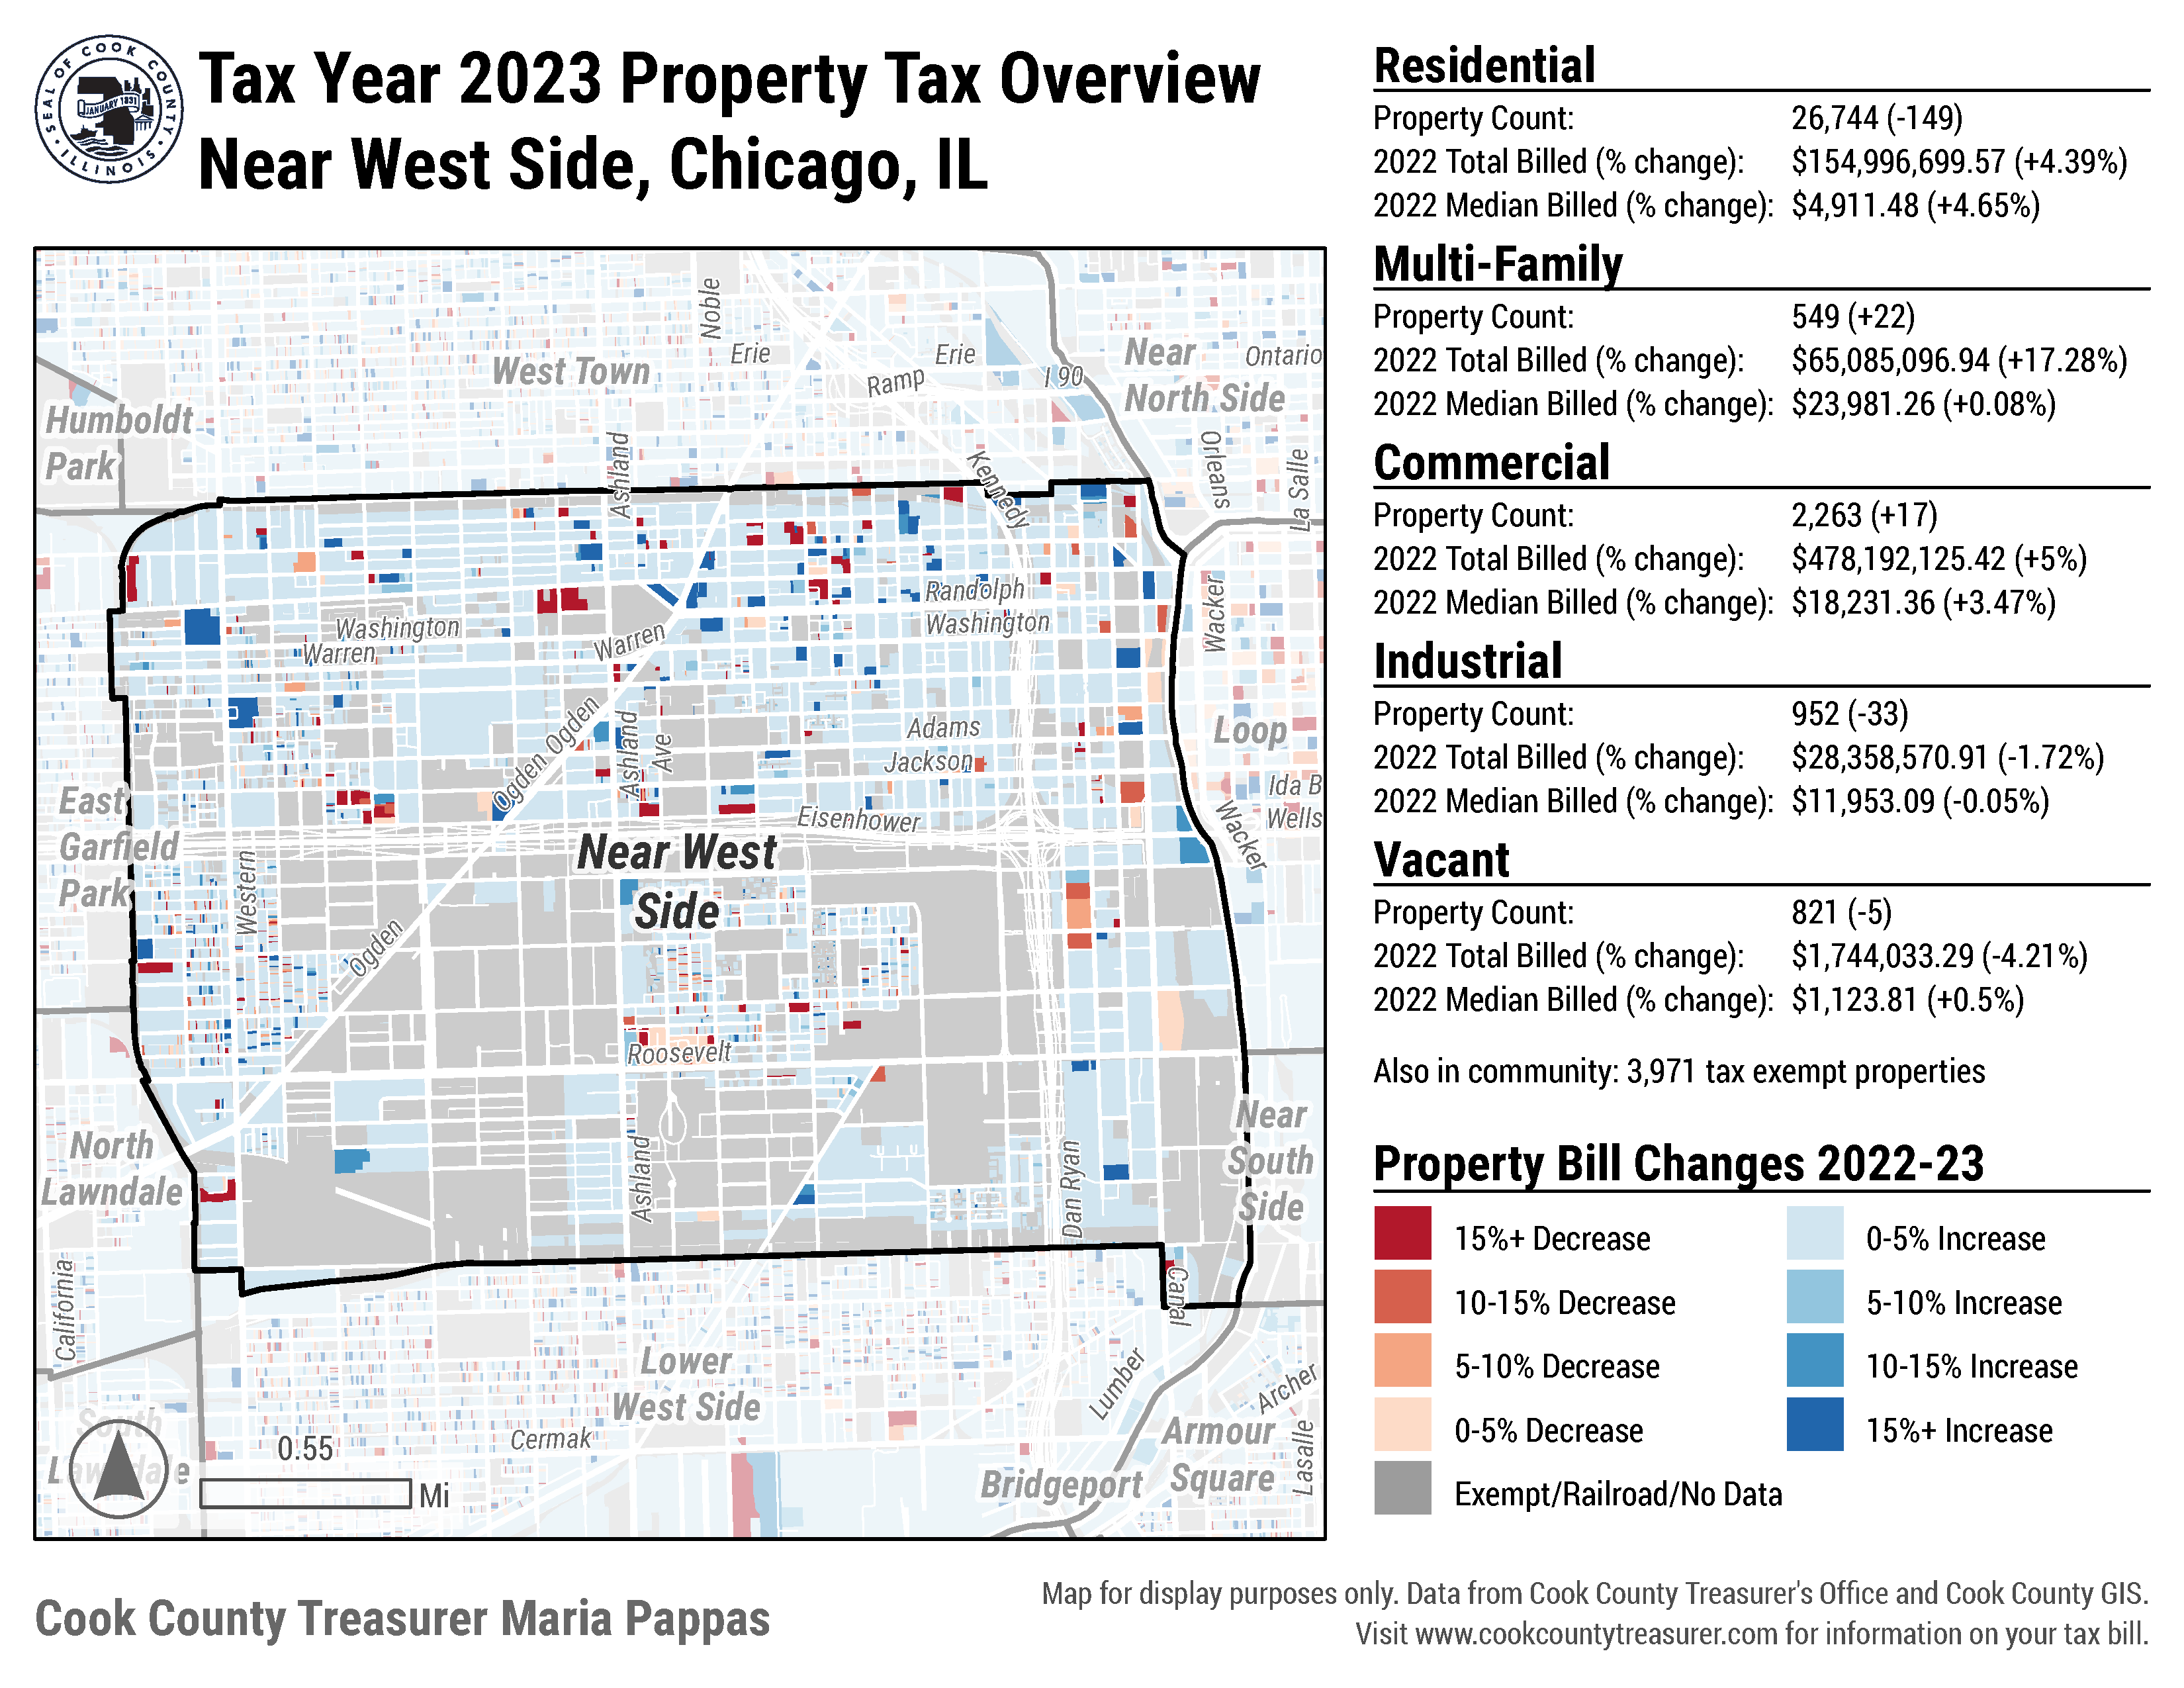 SEAL OF COOK COUNTY
ILLINOIS
JANUARY 1831
Tax Year 2023 Property Tax Overview
Near West Side, Chicago, IL
Noble
Erie
Erie
Near
North Side
Ontario
West Town
Ramp
I 90
Humboldt
Park
Ashland
Kennedy
Orleans
La Salle
Randolph
Washington
Wacker
Washington
Warren
Warren
Ogden
Ogden
Ashland
Ave
Adams
Jackson
Loop
Ida B
Wells
Wacker
East
Garfield
Park
Eisenhower
Near West
Side
Western
Ogden
Roosevelt
North
Lawndale
Ashland
Dan Ryan
Near
South
Side
California
Canal
Lower
West Side
Lumber
Archer
Cermak
Bridgeport
Armour
Square
Lasalle
South
0.55
Mi
Residential
Property Count: 26,744 (-149)
2022 Total Billed (% change): $154,996,699.57 (+4.39%)
2022 Median Billed (% change): $4,911.48 (+4.65%)
Multi-Family
Property Count: 549 (+22)
2022 Total Billed (% change): $65,085,096.94 (+17.28%)
2022 Median Billed (% change): $23,981.26 (+0.08%)
Commercial
Property Count: 2,263 (+17)
2022 Total Billed (% change): $478,192,125.42 (+5%)
2022 Median Billed (% change): $18,231.36 (+3.47%)
Industrial
Property Count: 952 (-33)
2022 Total Billed (% change): $28,358,570.91 (-1.72%)
2022 Median Billed (% change): $11,953.09 (-0.05%)
Vacant
Property Count: 821 (-5)
2022 Total Billed (% change): $1,744,033.29 (-4.21%)
2022 Median Billed (% change): $1,123.81 (+0.5%)
Also in community: 3,971 tax exempt properties
Property Bill Changes 2022-23
15%+ Decrease
0-5% Increase
10-15% Decrease
5-10% Increase
5-10% Decrease
10-15% Increase
0-5% Decrease
15%+ Increase
Exempt/Railroad/No Data
Cook County Treasurer Maria Pappas
Map for display purposes only. Data from Cook County Treasurer's Office and Cook County GIS.
Visit www.cookcountytreasurer.com for information on your tax bill.